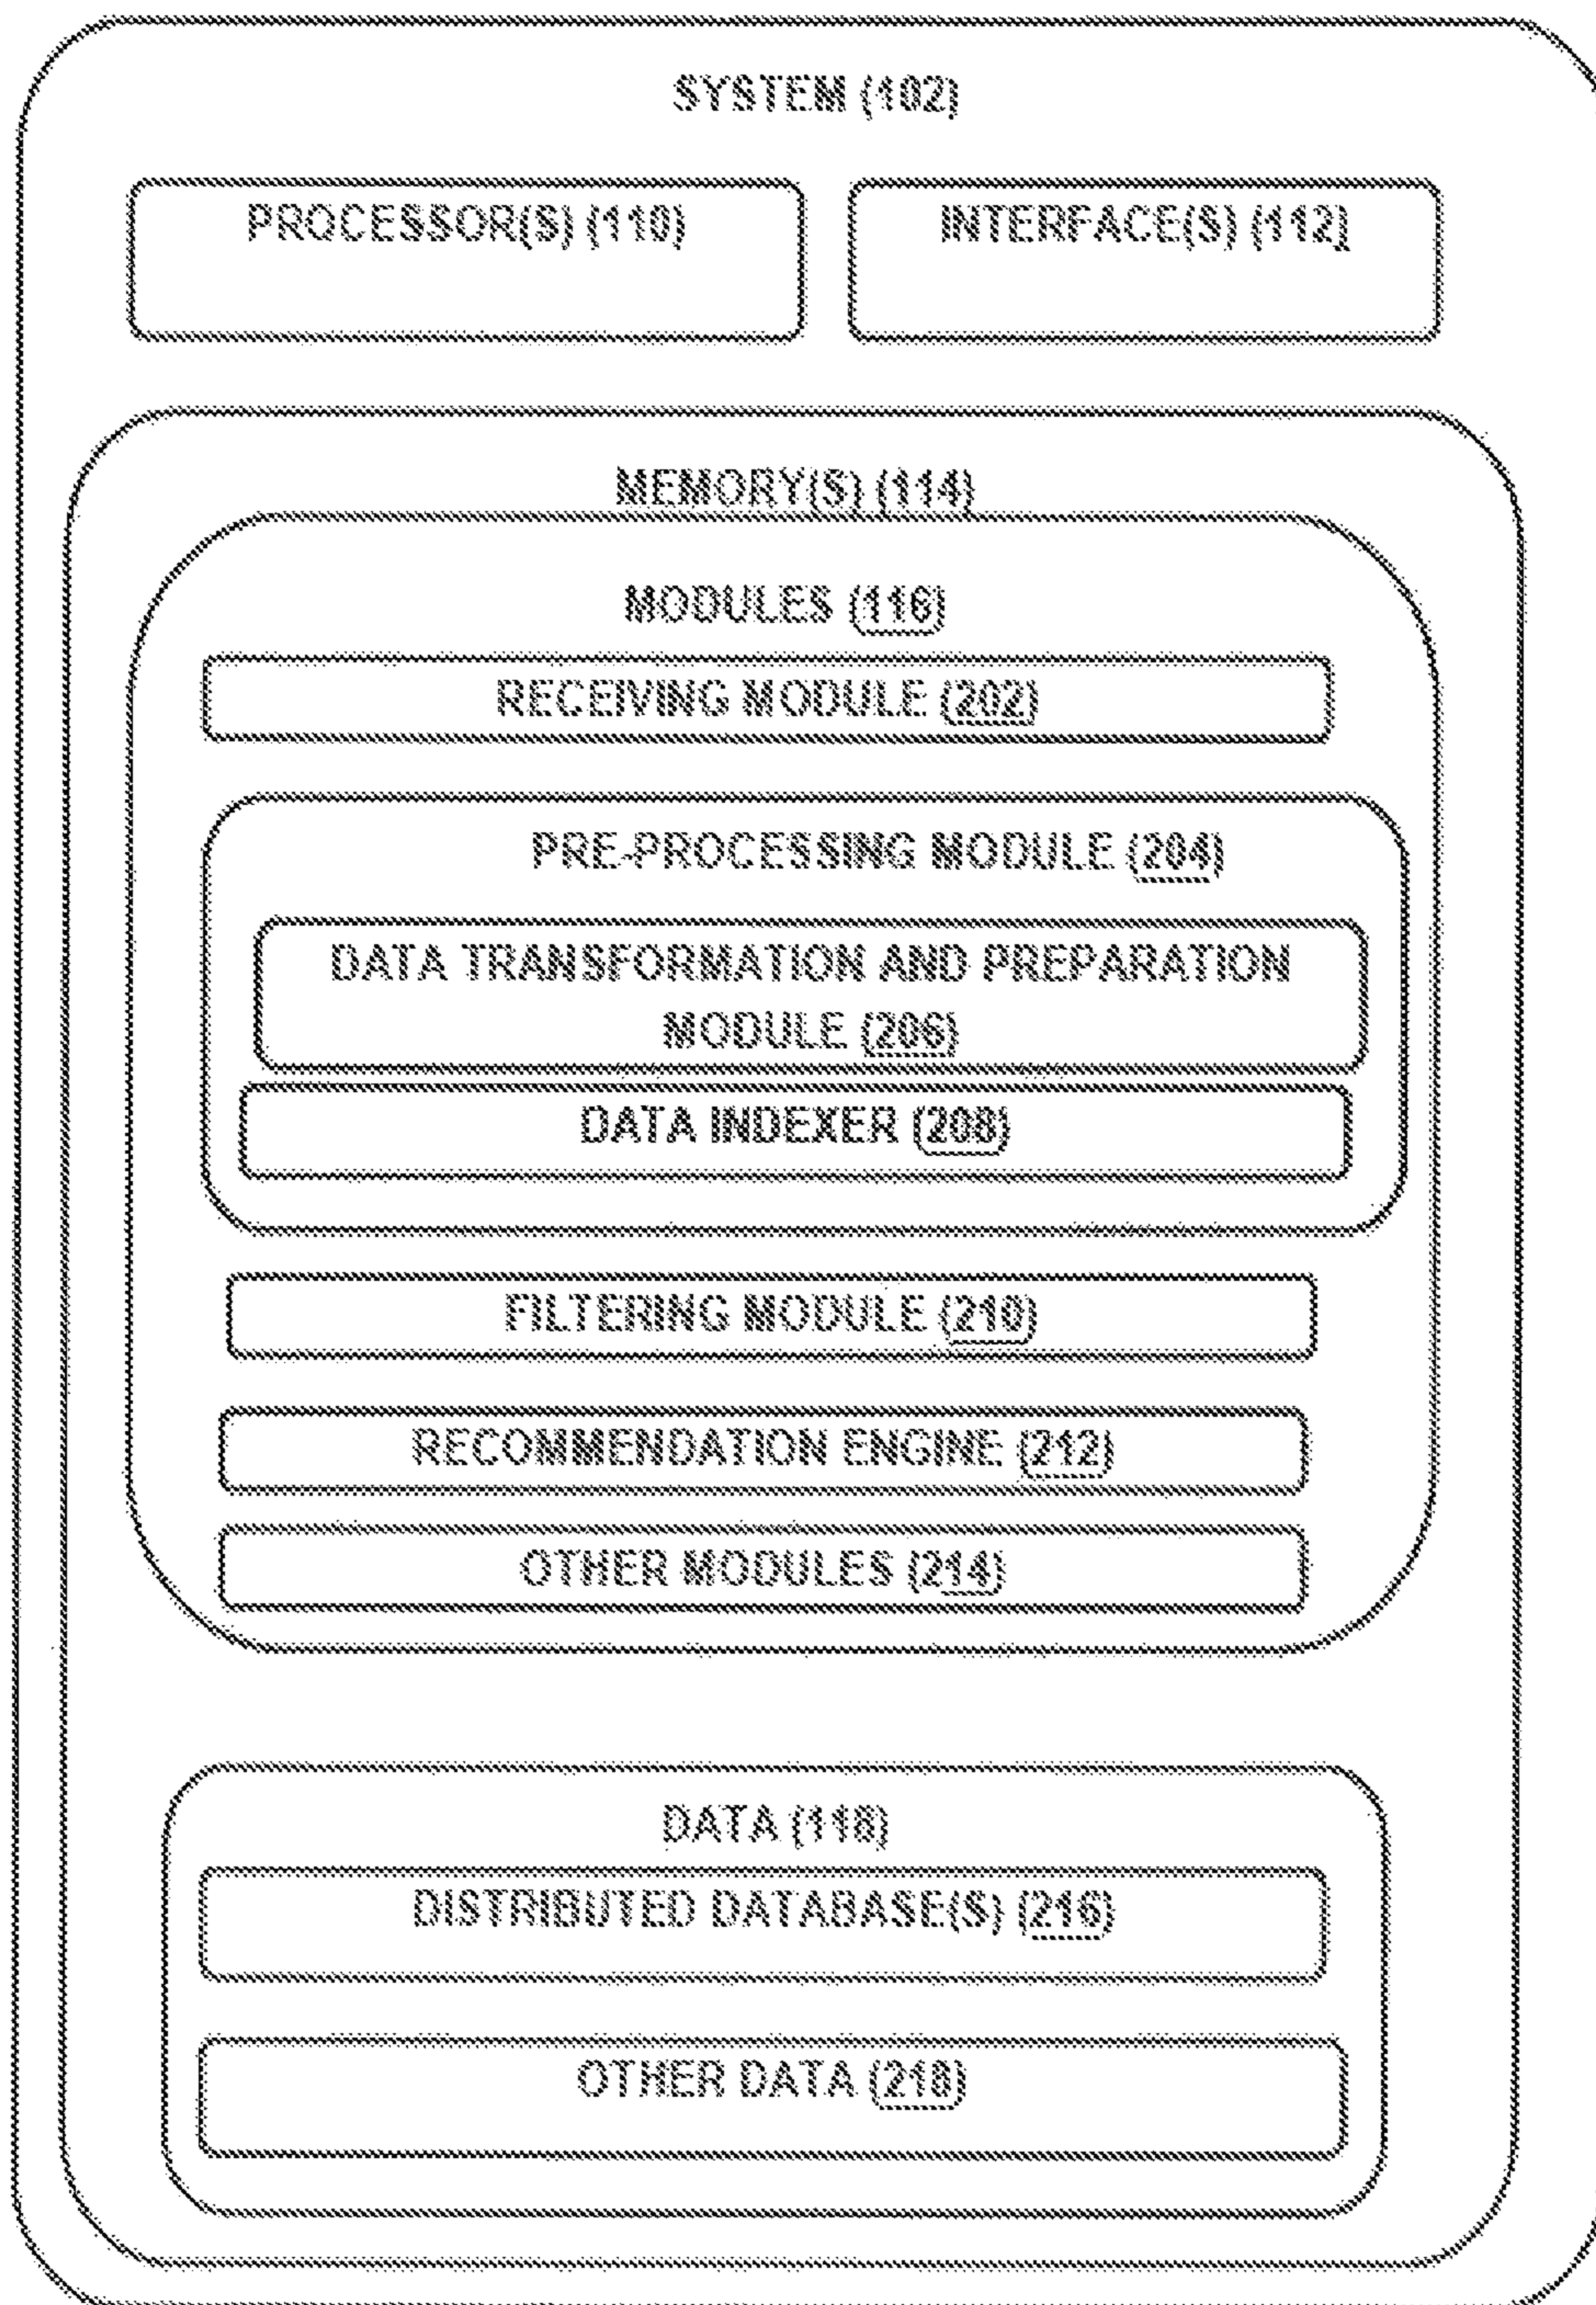 SYSTEM (102)
PROCESSOR(S) (110)
INTERFACE(S) (112)
MEMORY(S) (114)
MODULES (116)
RECEIVING MODULE (202)
PRE-PROCESSING MODULE (204)
DATA TRANSFORMATION AND PREPARATION
MODULE (206)
DATA INDEXER (208)
FILTERING MODULE (210)
RECOMMENDATION ENGINE (212)
OTHER MODULES (214)
DATA (118)
DISTRIBUTED DATABASE(S) (216)
OTHER DATA (218)